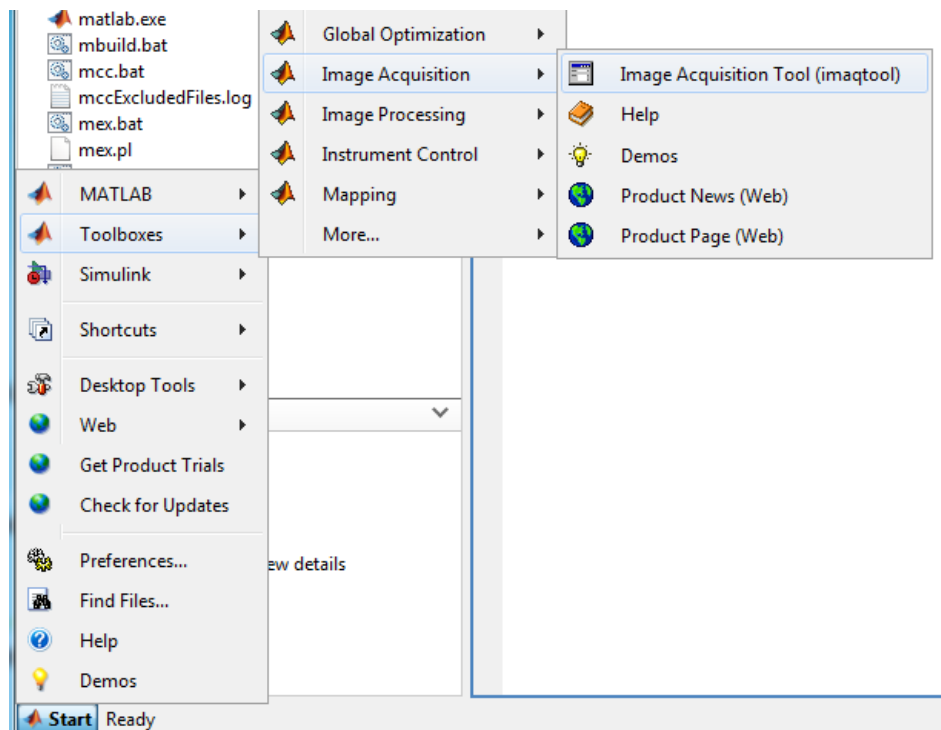 matlab.exe
mbuild.bat
mcc.bat
mccExcludedFiles.log
mex.bat
mex.pl
MATLAB
Toolboxes
Simulink
Shortcuts
Desktop Tools
Web
Get Product Trials
Check for Updates
Preferences...
Find Files...
Help
Demos
Start Ready
Global Optimization
Image Acquisition
Image Processing
Instrument Control
Mapping
More...
Image Acquisition Tool (imaqtool)
Help
Demos
Product News (Web)
Product Page (Web)
details